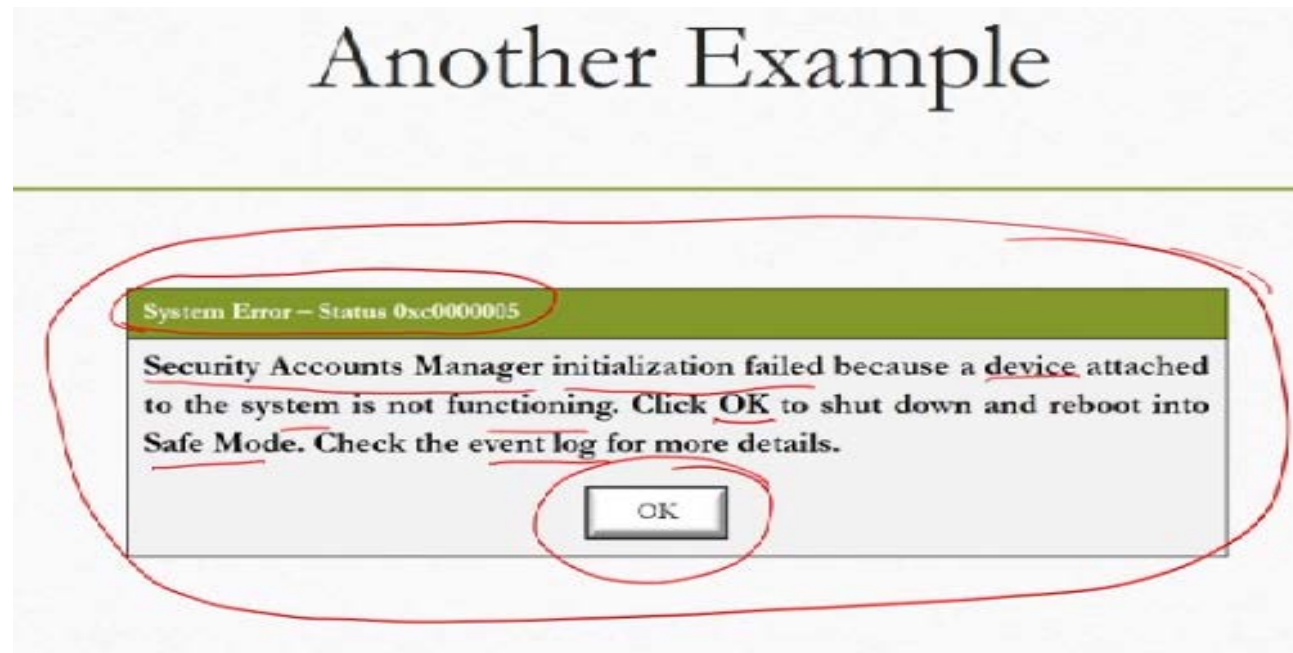 Another Example
System Error – Status 0xc0000005
Security Accounts Manager initialization failed because a device attached
to the system is not functioning. Click OK to shut down and reboot into
Safe Mode. Check the event log for more details.
OK